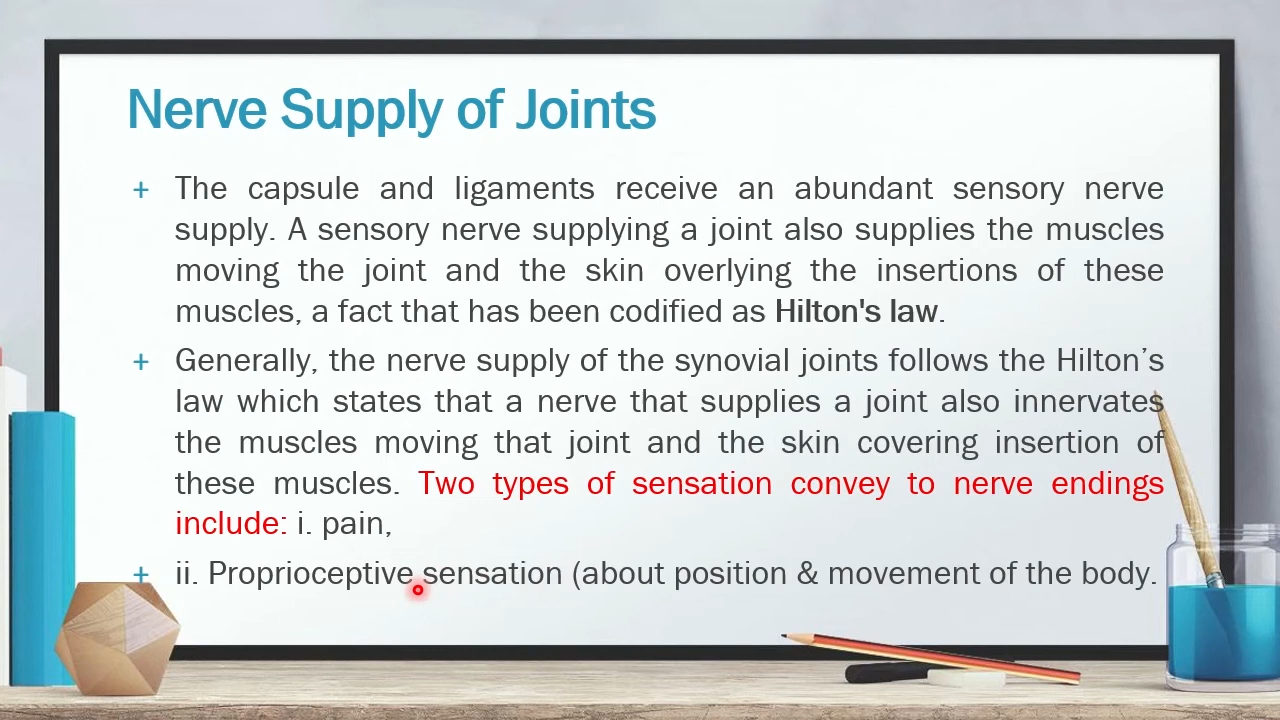 Nerve Supply of Joints
+ The capsule and ligaments receive an abundant sensory nerve
supply. A sensory nerve supplying a joint also supplies the muscles
moving the joint and the skin overlying the insertions of these
muscles, a fact that has been codified as Hilton's law.
+ Generally, the nerve supply of the synovial joints follows the Hilton’s
law which states that a nerve that supplies a joint also innervates
the muscles moving that joint and the skin covering insertion of
these muscles. Two types of sensation convey to nerve endings
include: i. pain,
+ ii. Proprioceptive sensation (about position & movement of the body.